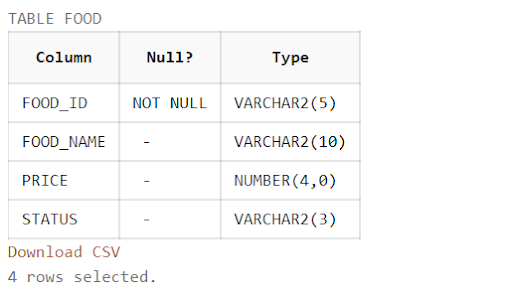 TABLE FOOD
Column Null? Type
FOOD_ID NOT NULL VARCHAR2(5)
FOOD_NAME - VARCHAR2(10)
PRICE - NUMBER(4,0)
STATUS - VARCHAR2(3)
Download CSV
4 rows selected.